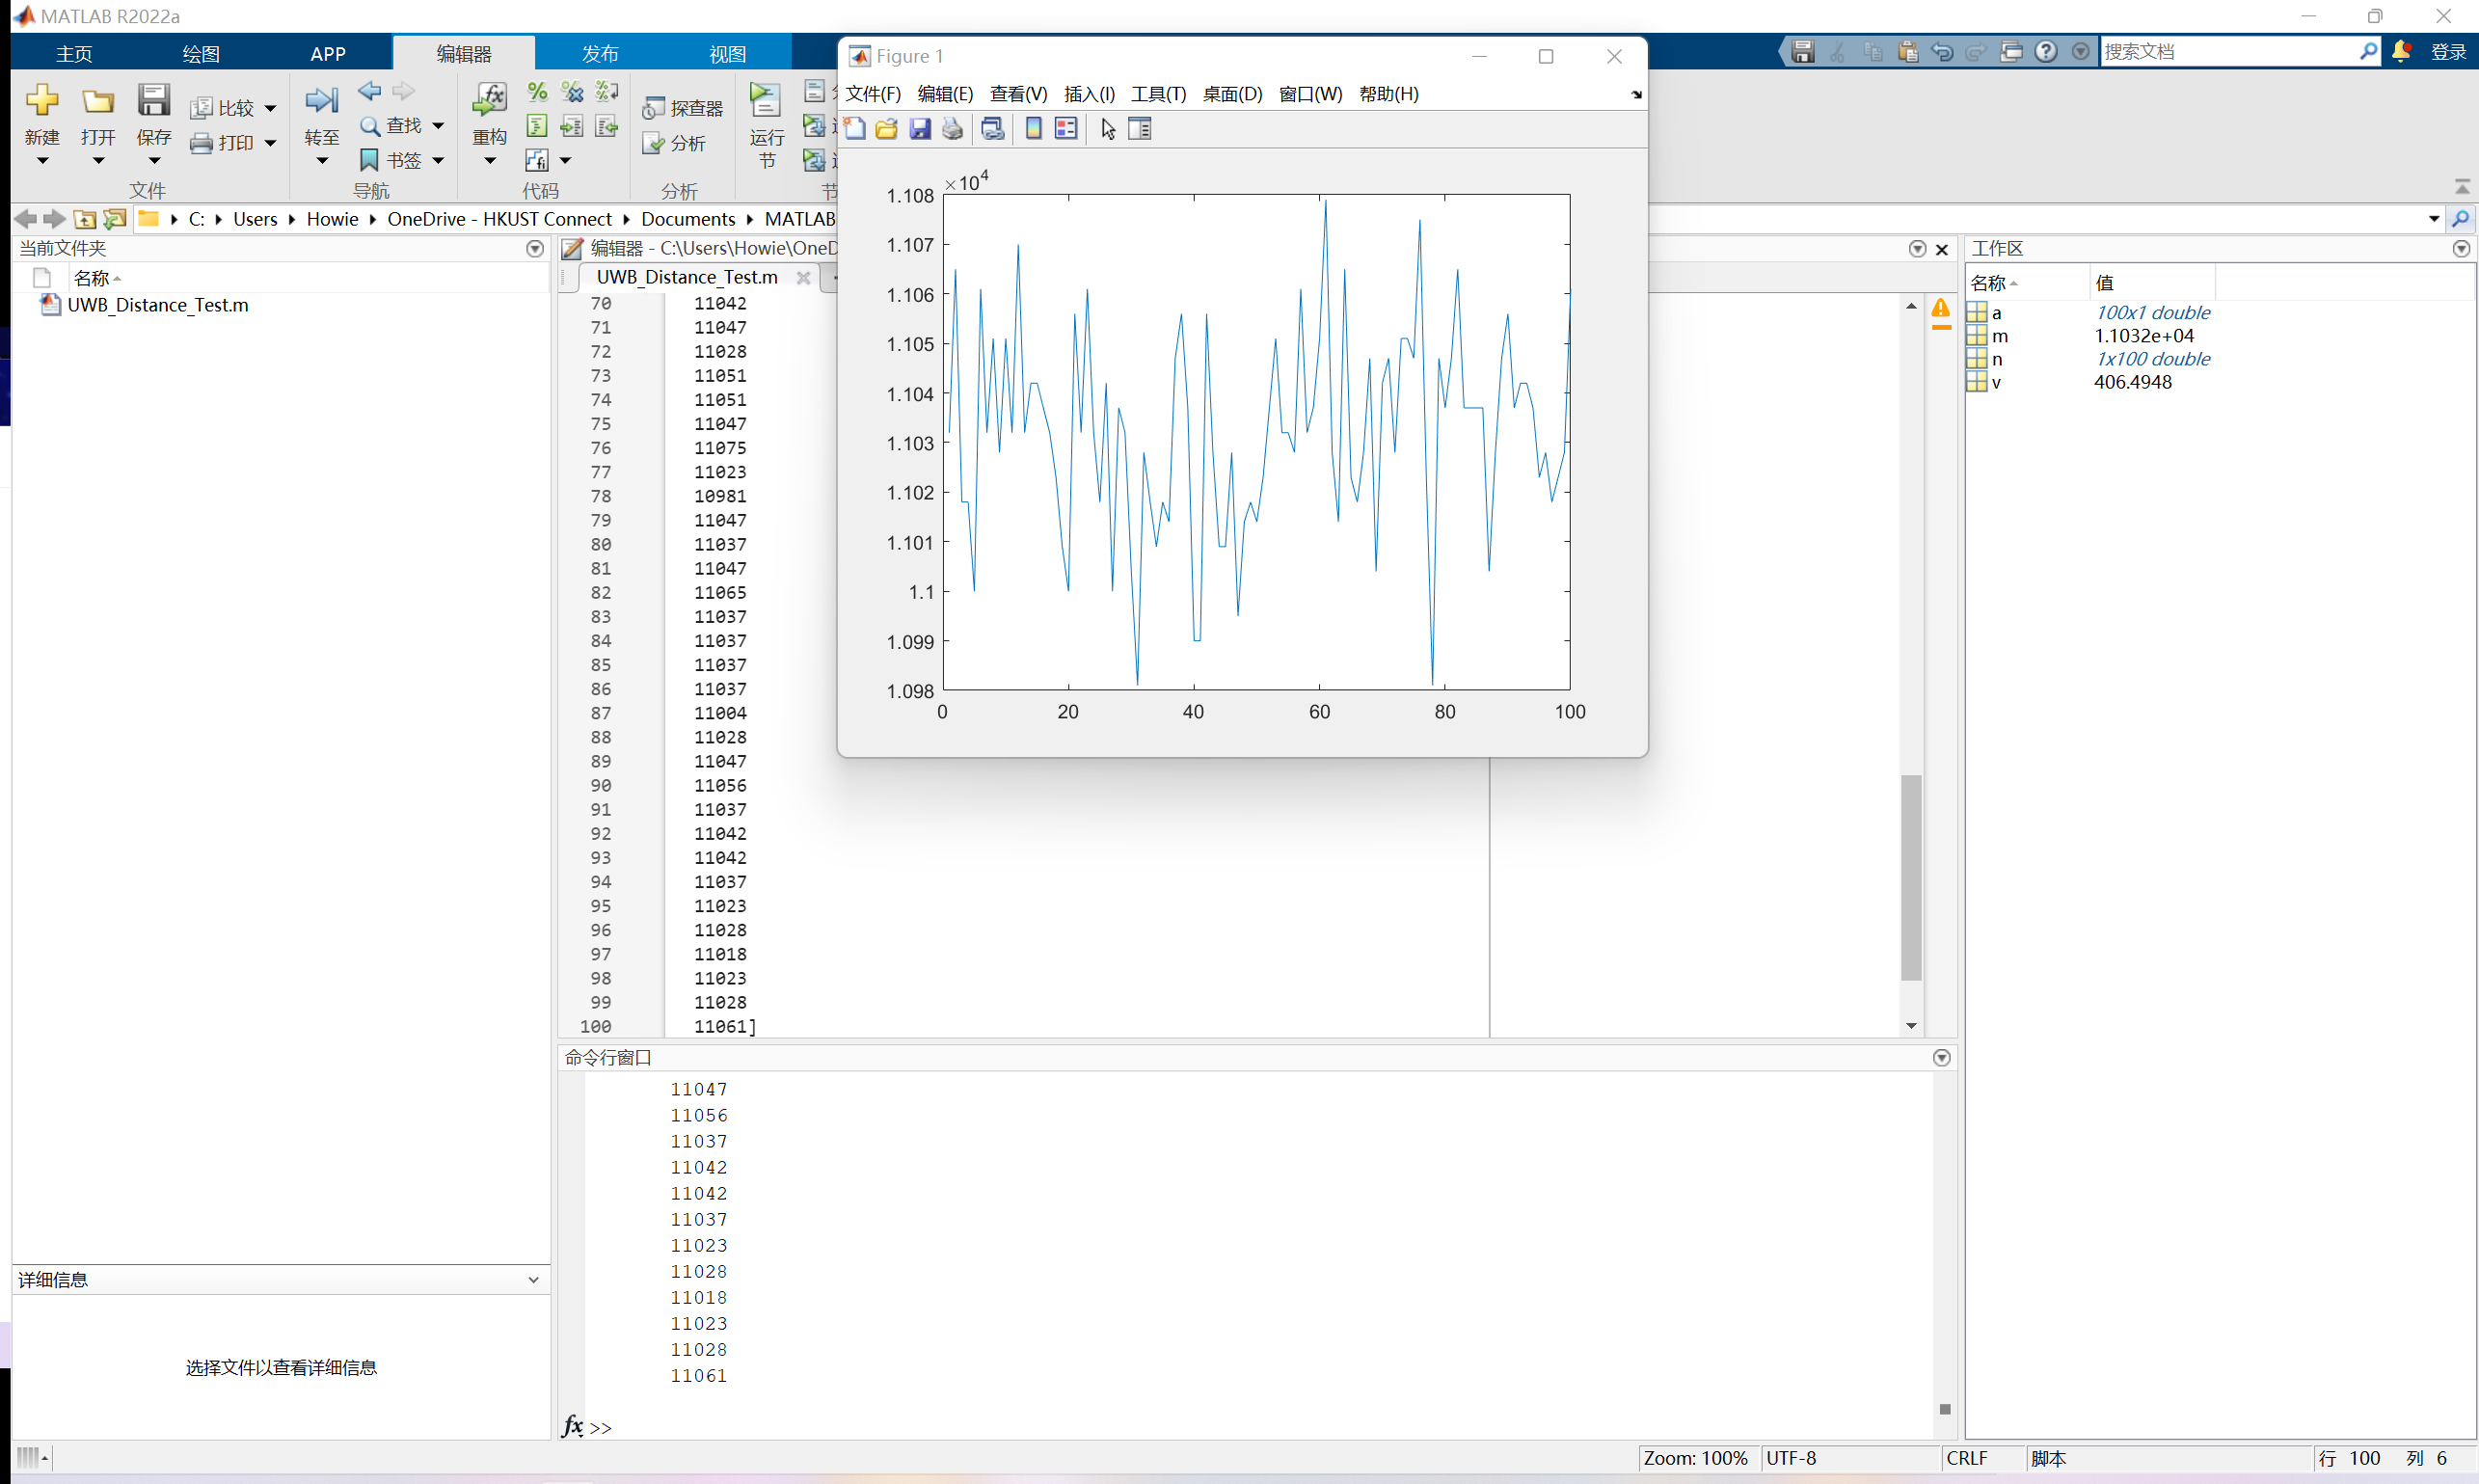 MATLAB R2022a
主页 绘图 APP 编辑器 发布 视图
搜索文档 登录
新建 打开 保存 比较 打印
文件
转至 查找 书签
导航
重构
代码
探查器 分析
分析
运行节
节
C: Users Howie OneDrive - HKUST Connect Documents MATLAB
当前文件夹
名称
UWB_Distance_Test.m
详细信息
选择文件以查看详细信息
编辑器 - C:\Users\Howie\OneD
UWB_Distance_Test.m
70 11042
71 11047
72 11028
73 11051
74 11051
75 11047
76 11075
77 11023
78 10981
79 11047
80 11037
81 11047
82 11065
83 11037
84 11037
85 11037
86 11037
87 11004
88 11028
89 11047
90 11056
91 11037
92 11042
93 11042
94 11037
95 11023
96 11028
97 11018
98 11023
99 11028
100 11061]
Figure 1
文件(F) 编辑(E) 查看(V) 插入(I) 工具(T) 桌面(D) 窗口(W) 帮助(H)
×10⁴
1.108
1.107
1.106
1.105
1.104
1.103
1.102
1.101
1.1
1.099
1.098
0 20 40 60 80 100
命令行窗口
11047
11056
11037
11042
11042
11037
11023
11028
11018
11023
11028
11061
fx >>
工作区
名称 值
a 100x1 double
m 1.1032e+04
n 1x100 double
v 406.4948
Zoom: 100% UTF-8 CRLF 脚本 行 100 列 6